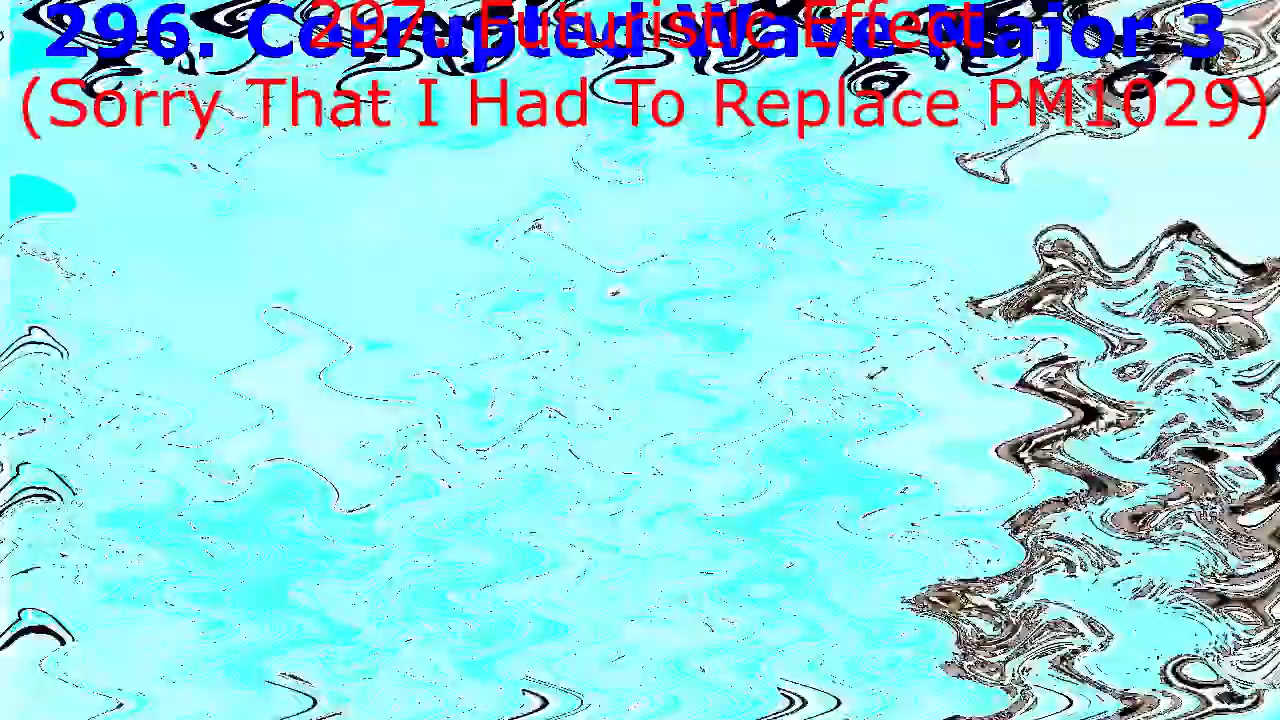 296. Corrupted Wave Major 3
297. Futuristic Effect
(Sorry That I Had To Replace PM1029)